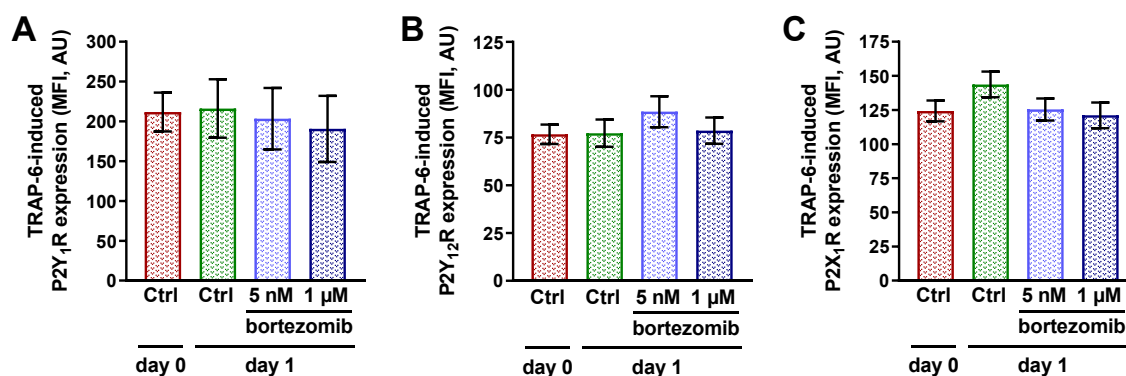 A
TRAP-6-induced
P2Y₁R expression (MFI, AU)
300
250
200
150
100
50
0
Ctrl Ctrl 5 nM 1 µM
bortezomib
day 0 day 1
B
TRAP-6-induced
P2Y₁₂R expression (MFI, AU)
125
100
75
50
25
0
Ctrl Ctrl 5 nM 1 µM
bortezomib
day 0 day 1
C
TRAP-6-induced
P2X₁R expression (MFI, AU)
175
150
125
100
75
50
125
0
Ctrl Ctrl 5 nM 1 µM
bortezomib
day 0 day 1